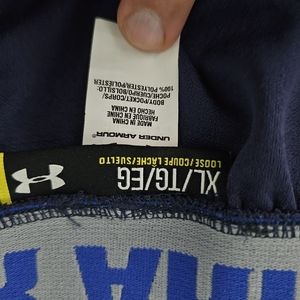 UNDER ARMOUR
MADE IN CHINA
FABRIQUÉ EN CHINE
HECHO EN CHINA
BODY/POCKET/CORPS/
POCHE/CUERPO/BOLSILLO:
100% POLYESTER/POLIESTER
XL/TG/EG
LOOSE/COUPE LÂCHE/SUELTO